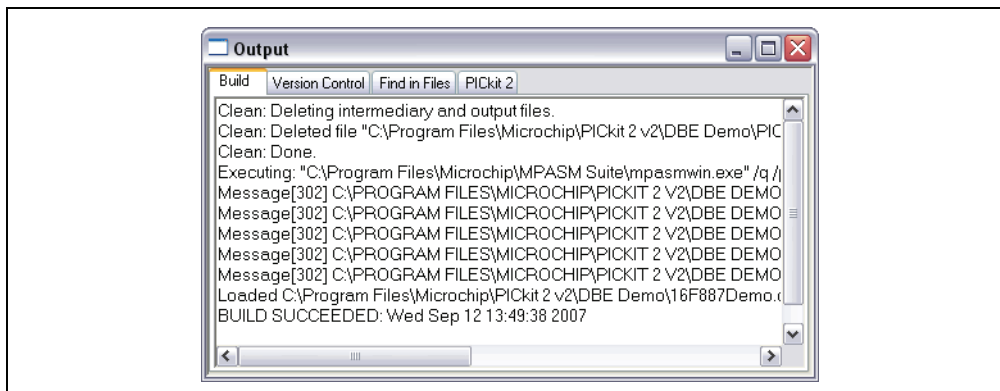 Output
Build Version Control Find in Files PICkit 2
Clean: Deleting intermediary and output files.
Clean: Deleted file "C:\Program Files\Microchip\PICkit 2 v2\DBE Demo\PIC
Clean: Done.
Executing: "C:\Program Files\Microchip\MPASM Suite\mpasmwin.exe" /q /
Message[302] C:\PROGRAM FILES\MICROCHIP\PICKIT 2 V2\DBE DEMO
Message[302] C:\PROGRAM FILES\MICROCHIP\PICKIT 2 V2\DBE DEMO
Message[302] C:\PROGRAM FILES\MICROCHIP\PICKIT 2 V2\DBE DEMO
Message[302] C:\PROGRAM FILES\MICROCHIP\PICKIT 2 V2\DBE DEMO
Message[302] C:\PROGRAM FILES\MICROCHIP\PICKIT 2 V2\DBE DEMO
Loaded C:\Program Files\Microchip\PICkit 2 v2\DBE Demo\16F887Demo.
BUILD SUCCEEDED: Wed Sep 12 13:49:38 2007